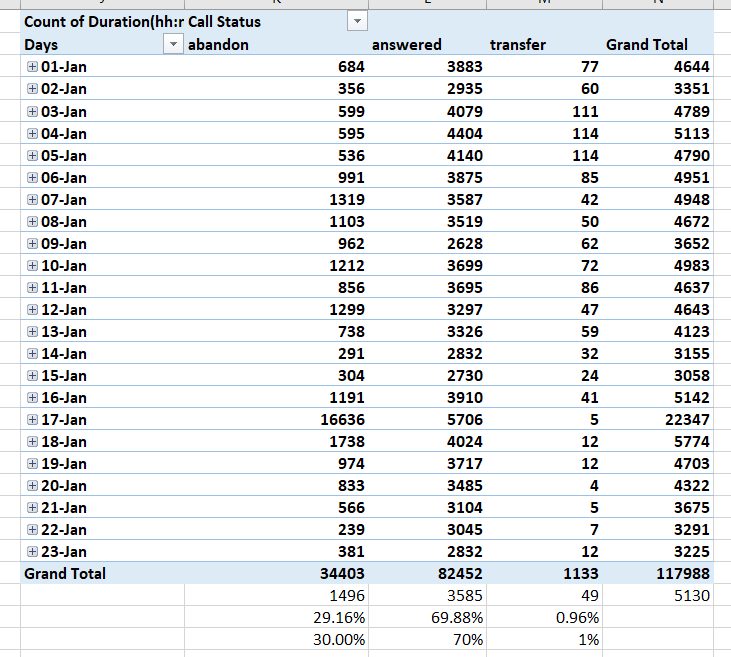 Count of Duration(hh:r Call Status
Days abandon answered transfer Grand Total
01-Jan 684 3883 77 4644
02-Jan 356 2935 60 3351
03-Jan 599 4079 111 4789
04-Jan 595 4404 114 5113
05-Jan 536 4140 114 4790
06-Jan 991 3875 85 4951
07-Jan 1319 3587 42 4948
08-Jan 1103 3519 50 4672
09-Jan 962 2628 62 3652
10-Jan 1212 3699 72 4983
11-Jan 856 3695 86 4637
12-Jan 1299 3297 47 4643
13-Jan 738 3326 59 4123
14-Jan 291 2832 32 3155
15-Jan 304 2730 24 3058
16-Jan 1191 3910 41 5142
17-Jan 16636 5706 5 22347
18-Jan 1738 4024 12 5774
19-Jan 974 3717 12 4703
20-Jan 833 3485 4 4322
21-Jan 566 3104 5 3675
22-Jan 239 3045 7 3291
23-Jan 381 2832 12 3225
Grand Total 34403 82452 1133 117988
1496 3585 49 5130
29.16% 69.88% 0.96%
30.00% 70% 1%